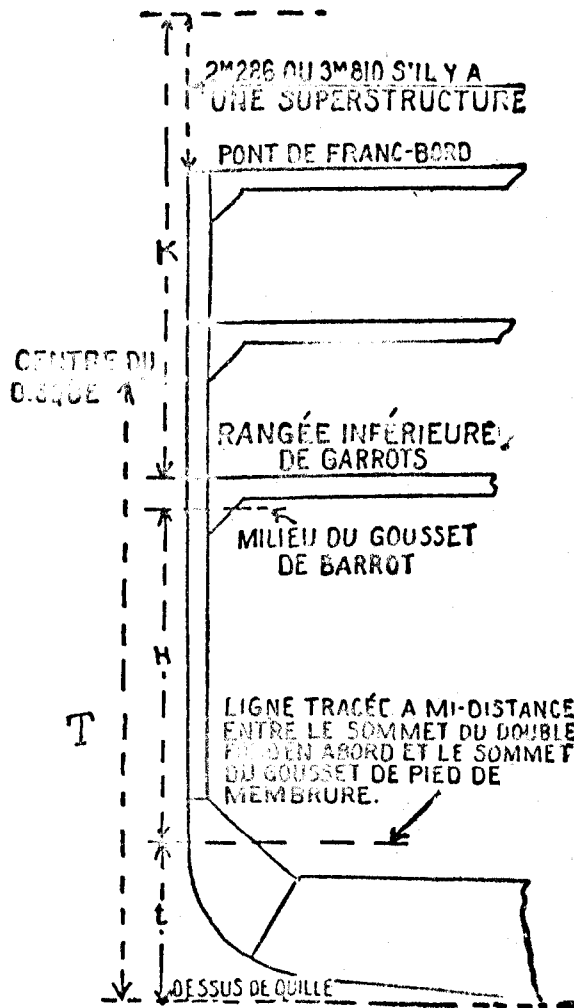 2M286 OU 3M810 S'IL Y A
UNE SUPERSTRUCTURE
PONT DE FRANC-BORD
K
CENTRE DU
DISQUE
RANGÉE INFÉRIEURE
DE GARROTS
MILIEU DU GOUSSET
DE BARROT
H
T
LIGNE TRACÉE A MI-DISTANCE
ENTRE LE SOMMET DU DOUBLE
EN ABORD ET LE SOMMET
DU GOUSSET DE PIED DE
MEMBRURE.
t
DESSUS DE QUILLE